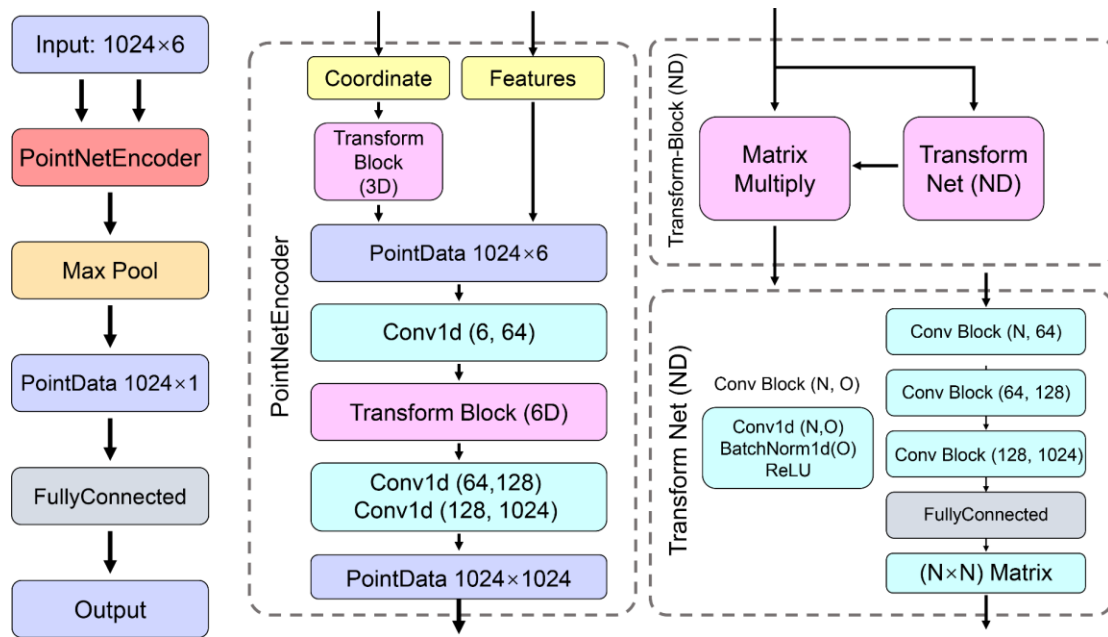 Input: 1024×6
PointNetEncoder
Max Pool
PointData 1024×1
FullyConnected
Output
PointNetEncoder
Coordinate
Features
Transform
Block
(3D)
PointData 1024×6
Conv1d (6, 64)
Transform Block (6D)
Conv1d (64,128)
Conv1d (128, 1024)
PointData 1024×1024
Transform-Block (ND)
Matrix
Multiply
Transform
Net (ND)
Transform Net (ND)
Conv Block (N, O)
Conv1d (N,O)
BatchNorm1d(O)
ReLU
Conv Block (N, 64)
Conv Block (64, 128)
Conv Block (128, 1024)
FullyConnected
(N×N) Matrix